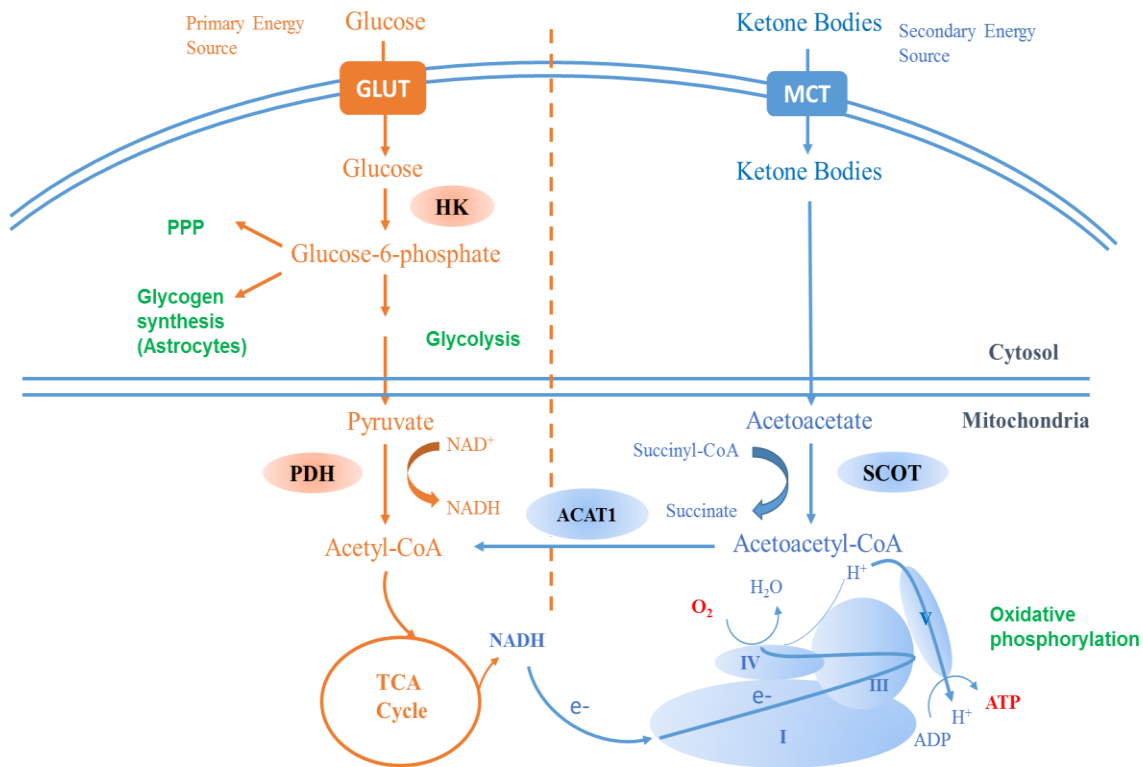 Primary Energy
Source
Glucose
Ketone Bodies
Secondary Energy
Source
GLUT
MCT
Glucose
Ketone Bodies
HK
PPP
Glucose-6-phosphate
Glycogen
synthesis
(Astrocytes)
Glycolysis
Cytosol
Pyruvate
Acetoacetate
Mitochondria
NAD⁺
Succinyl-CoA
PDH
SCOT
NADH
ACAT1
Succinate
Acetyl-CoA
Acetoacetyl-CoA
H⁺
H₂O
O₂
V
Oxidative
phosphorylation
NADH
IV
III
TCA
Cycle
e-
e-
I
ATP
H⁺
ADP